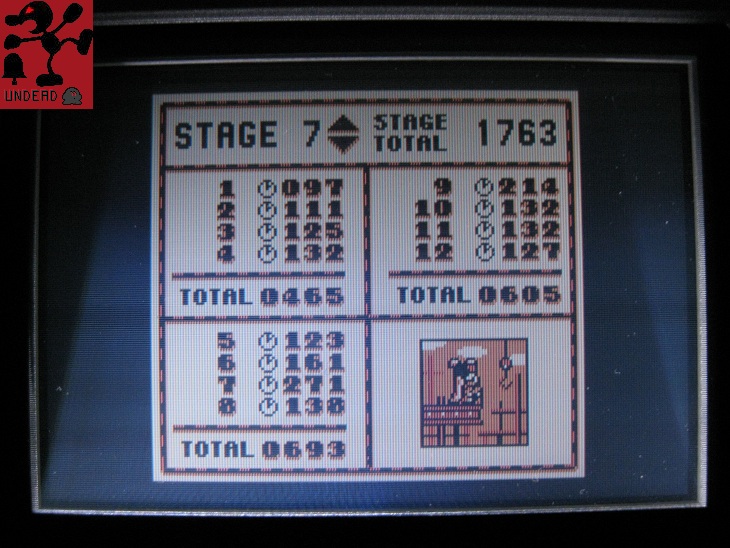 UNDEAD
STAGE 7 STAGE TOTAL 1763
1 097
2 111
3 125
4 132
TOTAL 0465
9 214
10 132
11 132
12 127
TOTAL 0605
5 123
6 161
7 271
8 138
TOTAL 0693